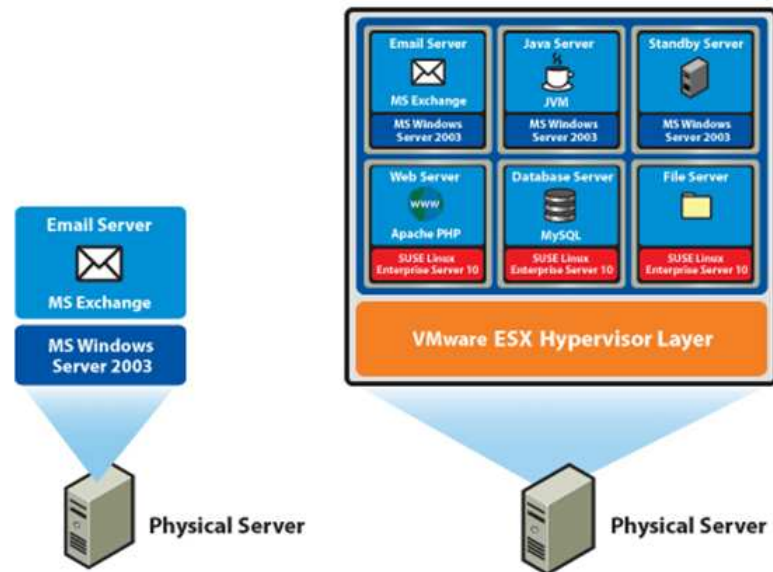 Email Server
MS Exchange
MS Windows
Server 2003
Physical Server
Email Server
MS Exchange
MS Windows
Server 2003
Java Server
JVM
MS Windows
Server 2003
Standby Server
MS Windows
Server 2003
Web Server
www
Apache PHP
SUSE Linux
Enterprise Server 10
Database Server
MySQL
SUSE Linux
Enterprise Server 10
File Server
SUSE Linux
Enterprise Server 10
VMware ESX Hypervisor Layer
Physical Server